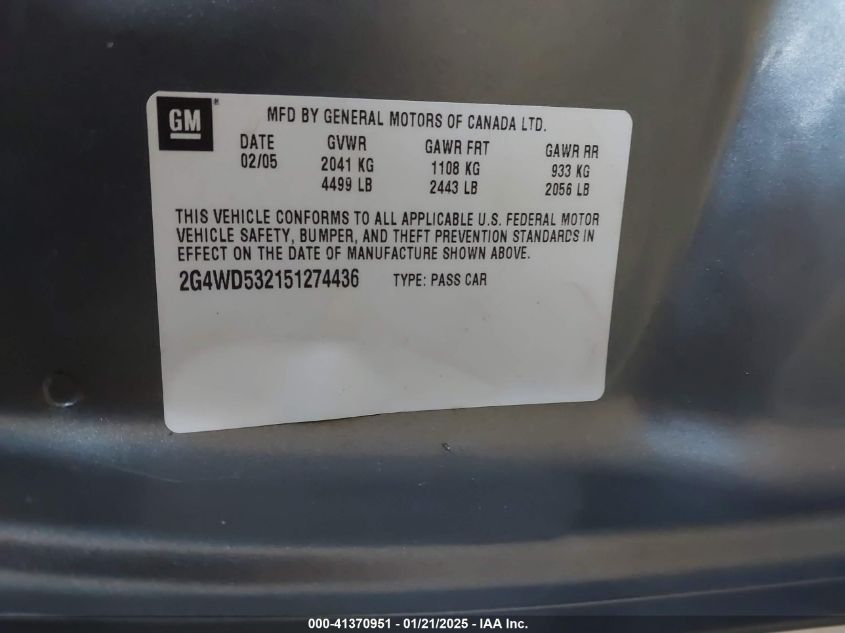 GM
MFD BY GENERAL MOTORS OF CANADA LTD.
DATE GVWR GAWR FRT GAWR RR
02/05 2041 KG 1108 KG 933 KG
4499 LB 2443 LB 2056 LB
THIS VEHICLE CONFORMS TO ALL APPLICABLE U.S. FEDERAL MOTOR
VEHICLE SAFETY, BUMPER, AND THEFT PREVENTION STANDARDS IN
EFFECT ON THE DATE OF MANUFACTURE SHOWN ABOVE.
2G4WD532151274436 TYPE: PASS CAR
000-41370951 - 01/21/2025 - IAA Inc.